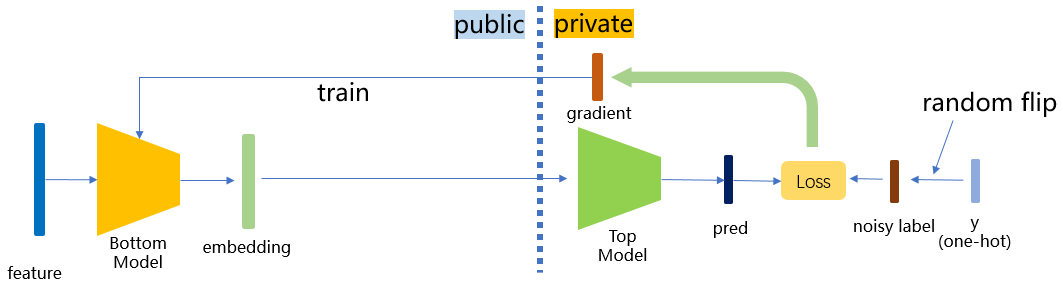 public
private
train
gradient
random flip
Loss
feature
Bottom
Model
embedding
Top
Model
pred
noisy label
y
(one-hot)